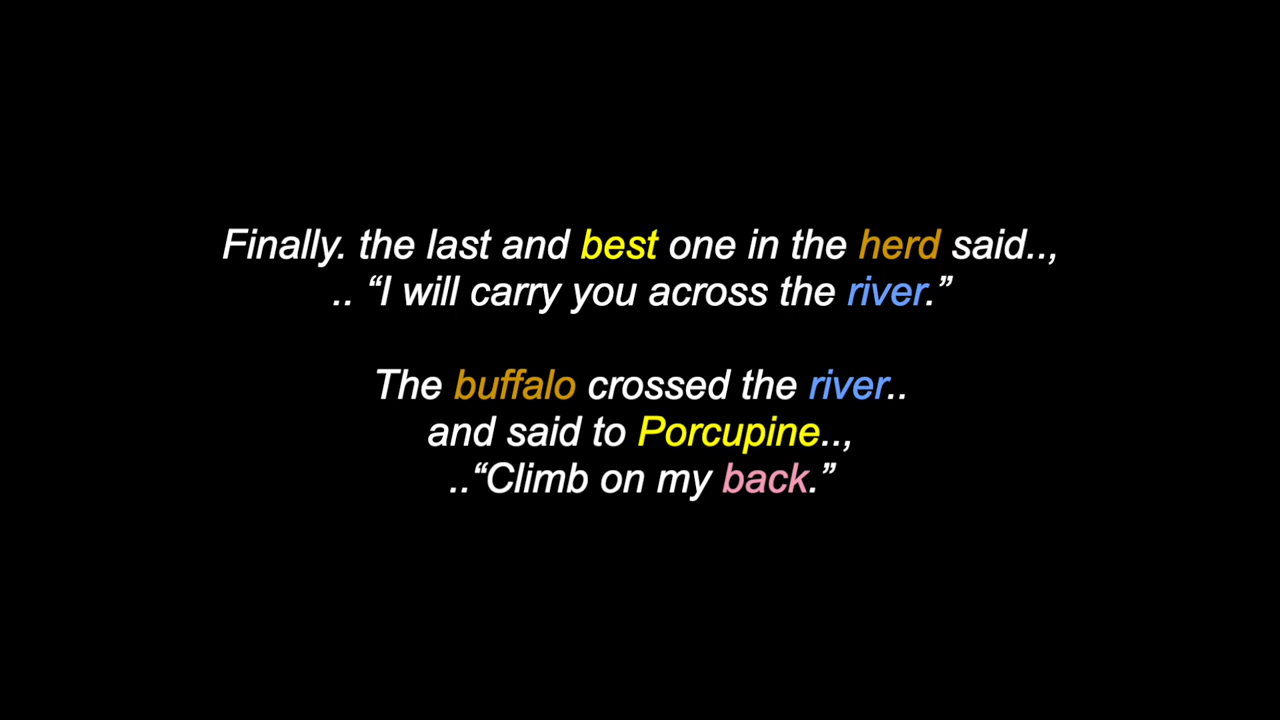 Finally. the last and best one in the herd said..,
.. “I will carry you across the river.”
The buffalo crossed the river..
and said to Porcupine..,
..“Climb on my back.”